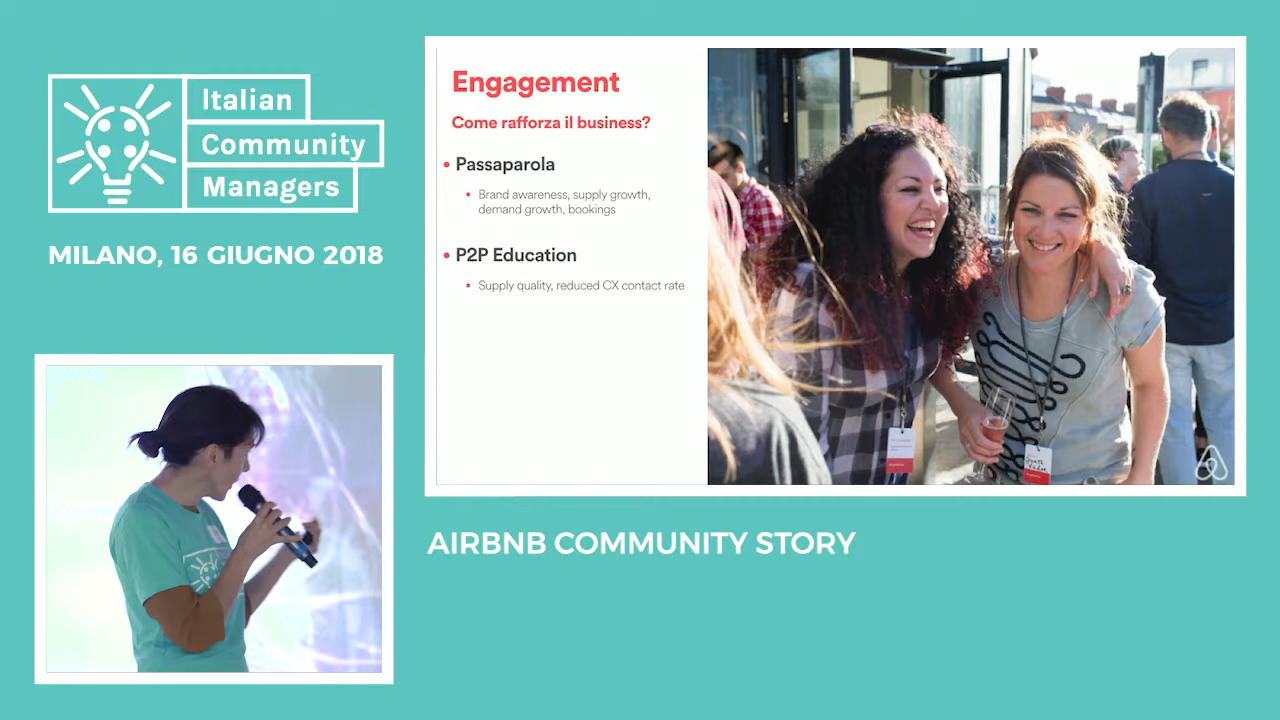 Italian
Community
Managers
MILANO, 16 GIUGNO 2018
Engagement
Come rafforza il business?
• Passaparola
• Brand awareness, supply growth,
demand growth, bookings
• P2P Education
• Supply quality, reduced CX contact rate
AIRBNB COMMUNITY STORY